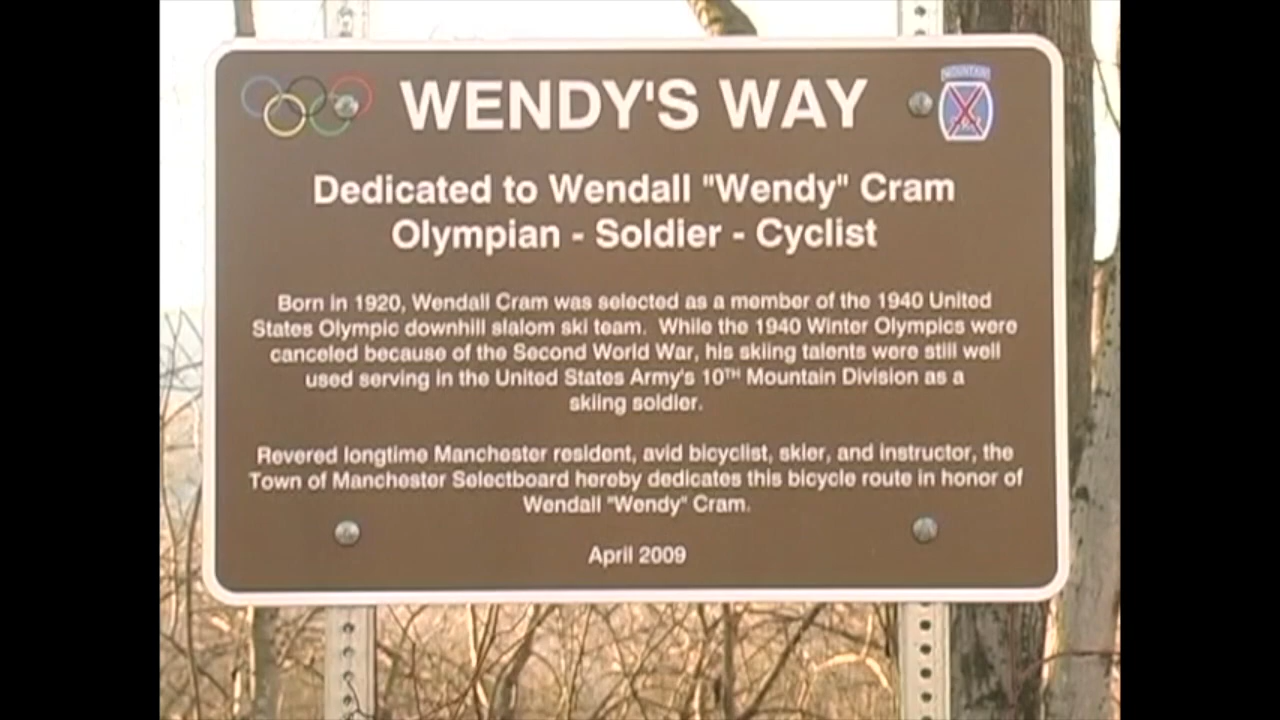 WENDY'S WAY
MOUNTAIN
Dedicated to Wendall "Wendy" Cram
Olympian - Soldier - Cyclist
Born in 1920, Wendall Cram was selected as a member of the 1940 United
States Olympic downhill slalom ski team. While the 1940 Winter Olympics were
canceled because of the Second World War, his skiing talents were still well
used serving in the United States Army's 10TH Mountain Division as a
skiing soldier.
Revered longtime Manchester resident, avid bicyclist, skier, and instructor, the
Town of Manchester Selectboard hereby dedicates this bicycle route in honor of
Wendall "Wendy" Cram.
April 2009